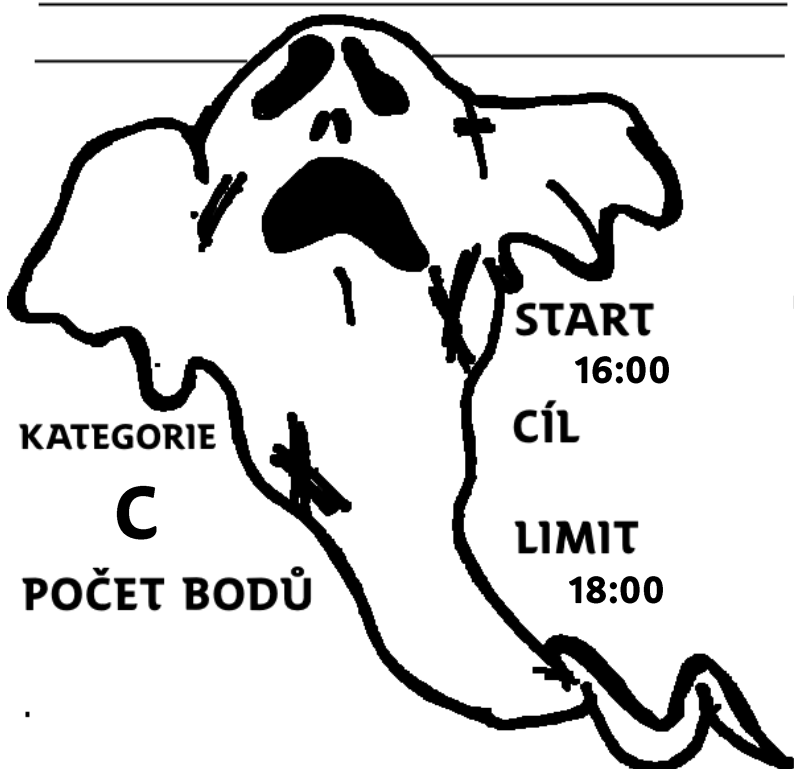 START
16:00
CÍL
KATEGORIE
C
LIMIT
18:00
POČET BODŮ